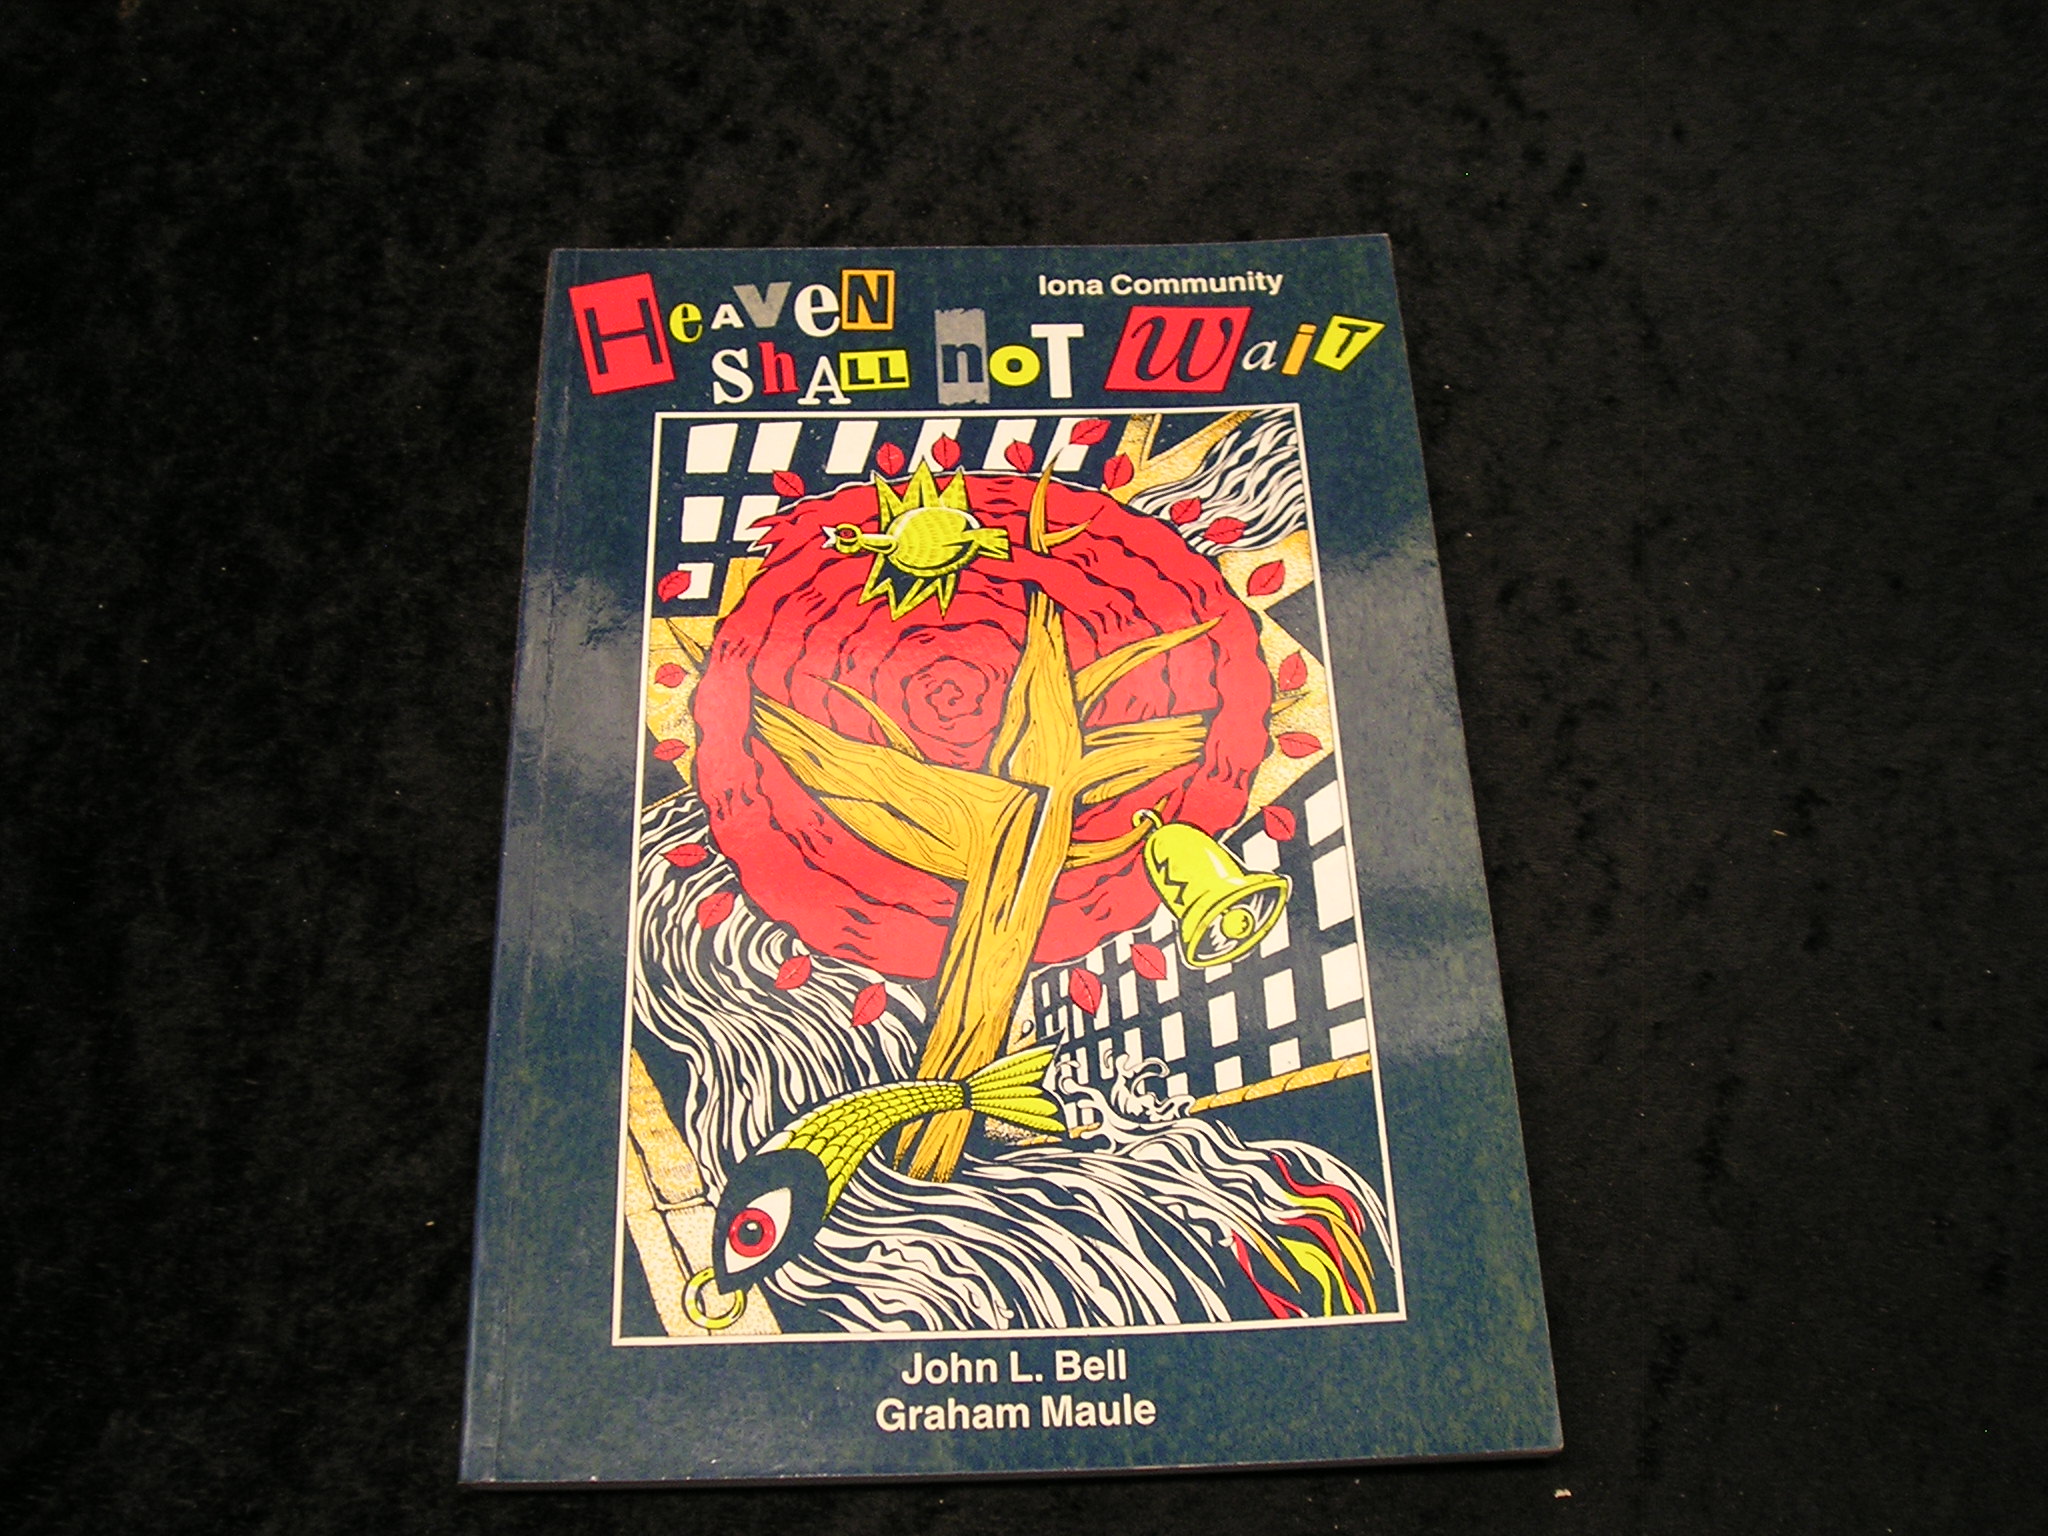 Iona Community
HeAVeN
ShALL noT WaiT
John L. Bell
Graham Maule